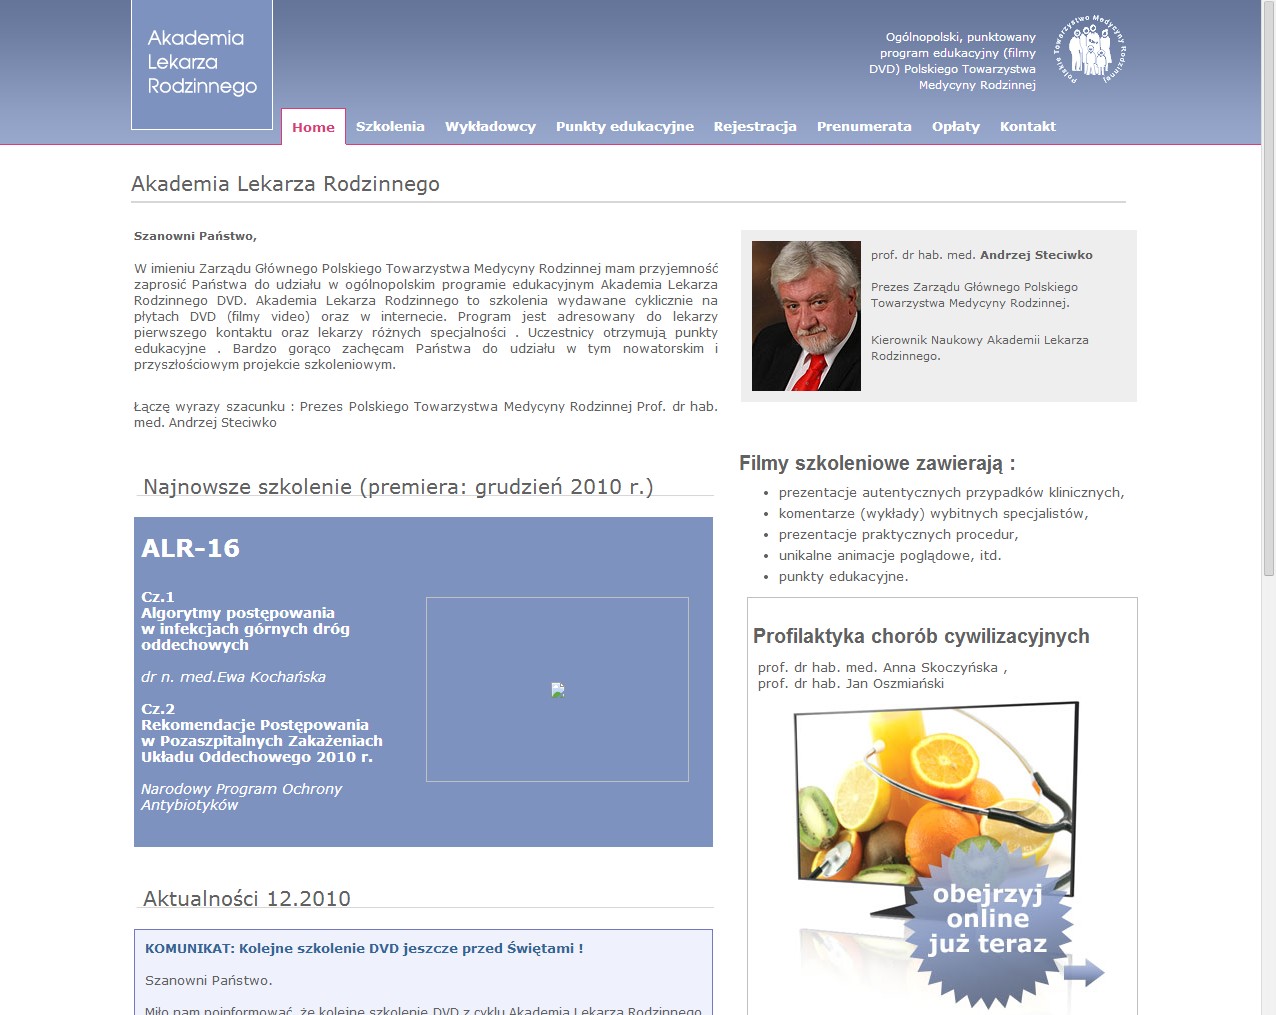 Akademia
Lekarza
Rodzinnego
Ogólnopolski, punktowany
program edukacyjny (filmy
DVD) Polskiego Towarzystwa
Medycyny Rodzinnej
Polskie Towarzystwo Medycyny Rodzinnej
Home Szkolenia Wykładowcy Punkty edukacyjne Rejestracja Prenumerata Opłaty Kontakt
Akademia Lekarza Rodzinnego
Szanowni Państwo,
W imieniu Zarządu Głównego Polskiego Towarzystwa Medycyny Rodzinnej mam przyjemność
zaprosić Państwa do udziału w ogólnopolskim programie edukacyjnym Akademia Lekarza
Rodzinnego DVD. Akademia Lekarza Rodzinnego to szkolenia wydawane cyklicznie na
płytach DVD (filmy video) oraz w internecie. Program jest adresowany do lekarzy
pierwszego kontaktu oraz lekarzy różnych specjalności . Uczestnicy otrzymują punkty
edukacyjne . Bardzo gorąco zachęcam Państwa do udziału w tym nowatorskim i
przyszłościowym projekcie szkoleniowym.
Łączę wyrazy szacunku : Prezes Polskiego Towarzystwa Medycyny Rodzinnej Prof. dr hab.
med. Andrzej Steciwko
prof. dr hab. med. Andrzej Steciwko
Prezes Zarządu Głównego Polskiego
Towarzystwa Medycyny Rodzinnej.
Kierownik Naukowy Akademii Lekarza
Rodzinnego.
Najnowsze szkolenie (premiera: grudzień 2010 r.)
ALR-16
Cz.1
Algorytmy postępowania
w infekcjach górnych dróg
oddechowych
dr n. med.Ewa Kochańska
Cz.2
Rekomendacje Postępowania
w Pozaszpitalnych Zakażeniach
Układu Oddechowego 2010 r.
Narodowy Program Ochrony
Antybiotyków
Filmy szkoleniowe zawierają :
• prezentacje autentycznych przypadków klinicznych,
• komentarze (wykłady) wybitnych specjalistów,
• prezentacje praktycznych procedur,
• unikalne animacje poglądowe, itd.
• punkty edukacyjne.
Profilaktyka chorób cywilizacyjnych
prof. dr hab. med. Anna Skoczyńska ,
prof. dr hab. Jan Oszmiański
obejrzyj
online
już teraz
Aktualności 12.2010
KOMUNIKAT: Kolejne szkolenie DVD jeszcze przed Świętami !
Szanowni Państwo.
Miło nam poinformować, że kolejne szkolenie DVD z cyklu Akademia Lekarza Rodzinnego